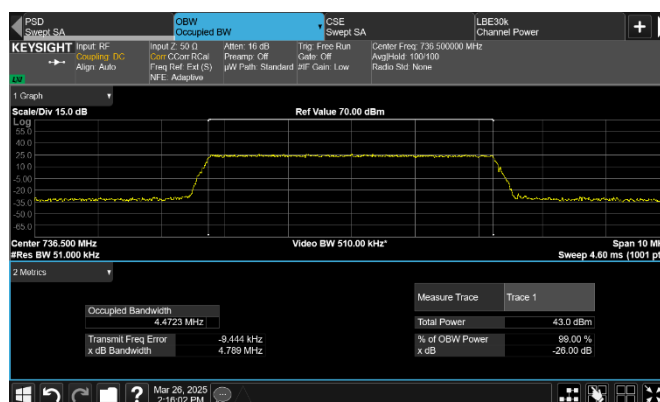 PSD
Swept SA
OBW
Occupied BW
CSE
Swept SA
LBE30k
Channel Power
KEYSIGHT
Input: RF
Coupling: DC
Align: Auto
Input Z: 50 Ω
Corr CCorr RCal
Freq Ref: Ext (S)
NFE: Adaptive
Atten: 16 dB
Preamp: Off
µW Path: Standard
Trig: Free Run
Gate: Off
#IF Gain: Low
Center Freq: 736.500000 MHz
Avg|Hold: 100/100
Radio Std: None
1 Graph
Scale/Div 15.0 dB
Ref Value 70.00 dBm
Log
55.0
40.0
25.0
10.0
-5.00
-20.0
-35.0
-50.0
-65.0
Center 736.500 MHz
Video BW 510.00 kHz*
Span 10 MH
#Res BW 51.000 kHz
Sweep 4.60 ms (1001 pt
2 Metrics
Measure Trace
Trace 1
Occupied Bandwidth
4.4723 MHz
Total Power
43.0 dBm
Transmit Freq Error
-9.444 kHz
% of OBW Power
99.00 %
x dB Bandwidth
4.789 MHz
x dB
-26.00 dB
?
Mar 26, 2025
2:16:02 PM